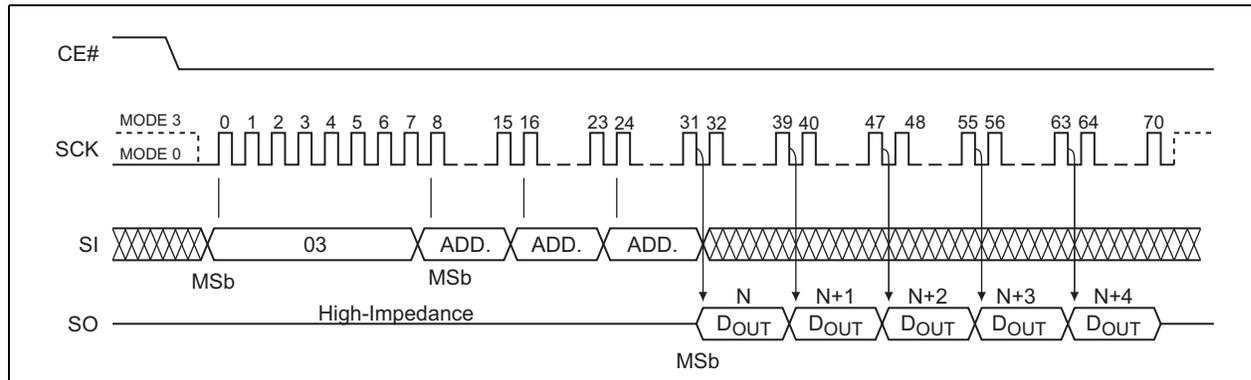 CE#
MODE 3
0 1 2 3 4 5 6 7 8 15 16 23 24 31 32 39 40 47 48 55 56 63 64 70
SCK
MODE 0
SI 03 ADD. ADD. ADD.
MSb MSb
N N+1 N+2 N+3 N+4
High-Impedance
SO DOUT DOUT DOUT DOUT DOUT
MSb